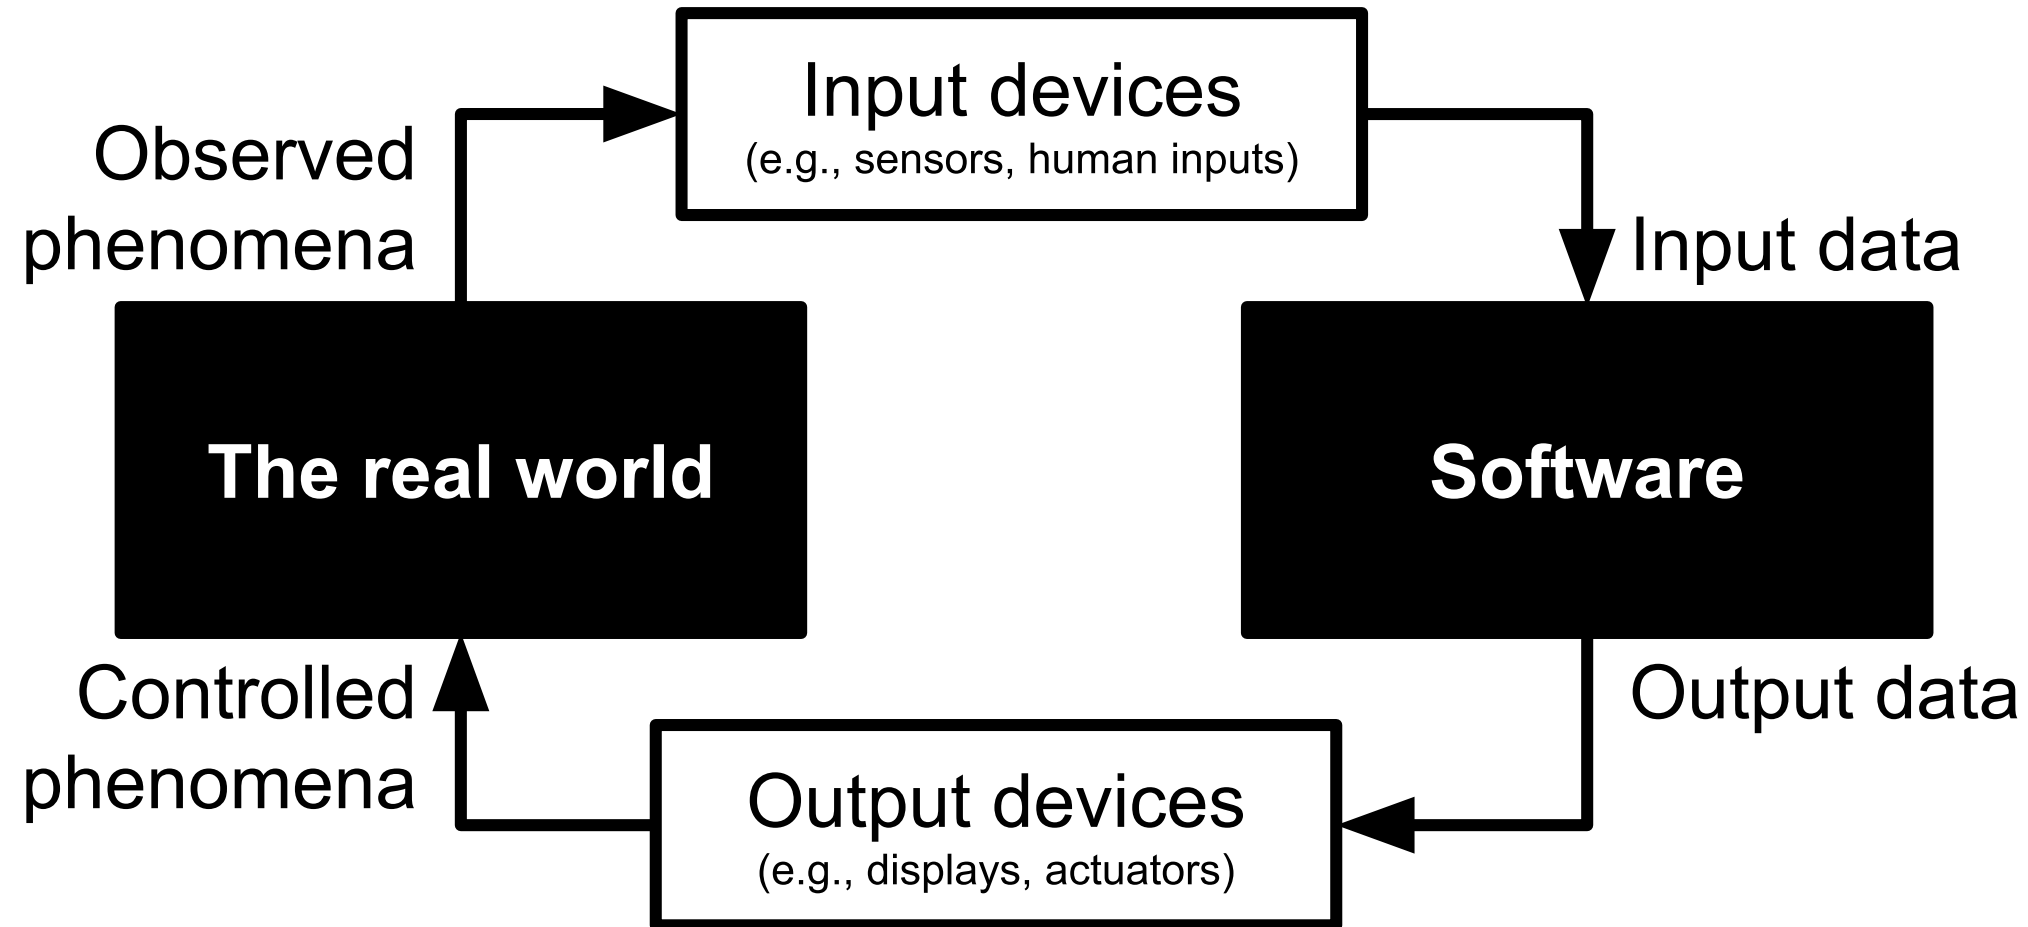 Input devices
(e.g., sensors, human inputs)
Observed
phenomena
Input data
The real world
Software
Controlled
phenomena
Output data
Output devices
(e.g., displays, actuators)